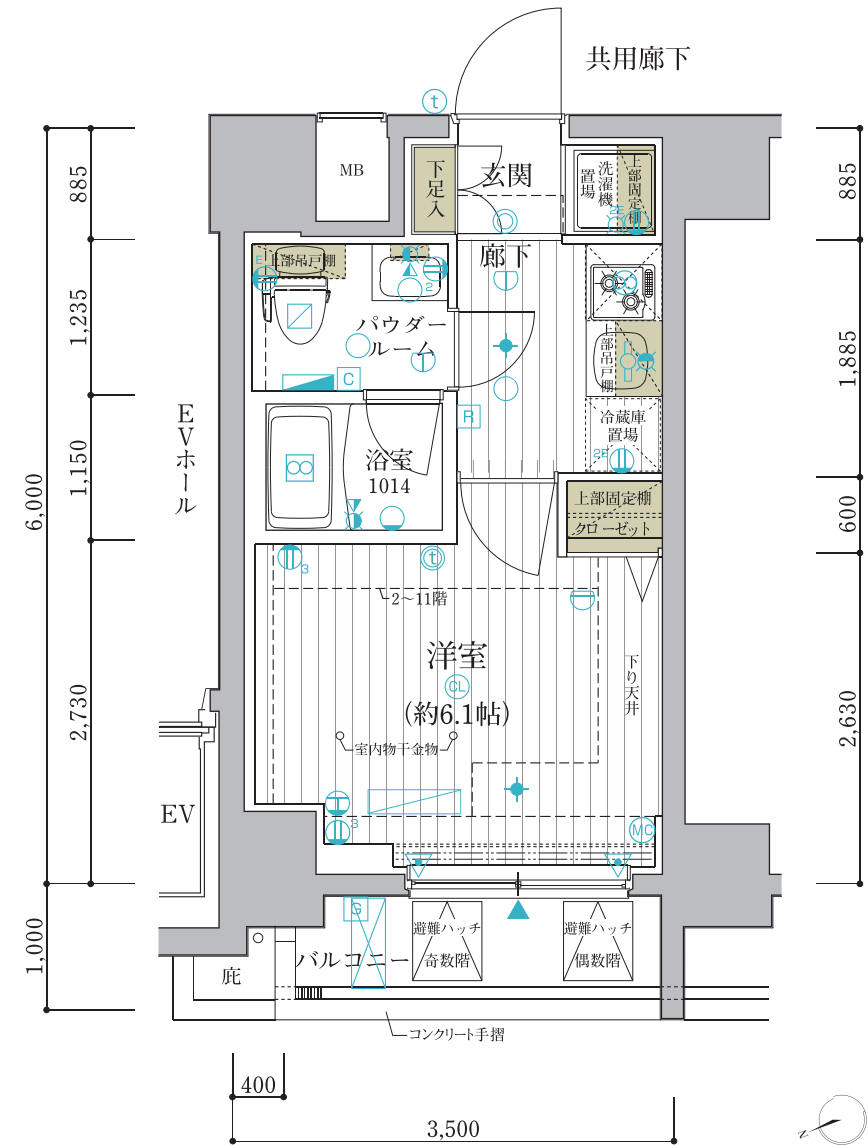 共用廊下
t
MB
下足入
玄関
洗濯機
置場
上部固定棚
2E
885
885
廊下
上部吊戸棚
E
2
パウダー
ルーム
C
R
上部吊戸棚
冷蔵庫
置場
2E
1,235
1,885
EVホール
浴室
1014
1,150
6,000
600
上部固定棚
クローゼット
3
t
2〜11階
洋室
(約6.1帖)
CL
下り天井
室内物干金物
2,730
2,630
EV
3
MC
G
避難ハッチ
奇数階
避難ハッチ
偶数階
バルコニー
庇
1,000
コンクリート手摺
400
3,500
N